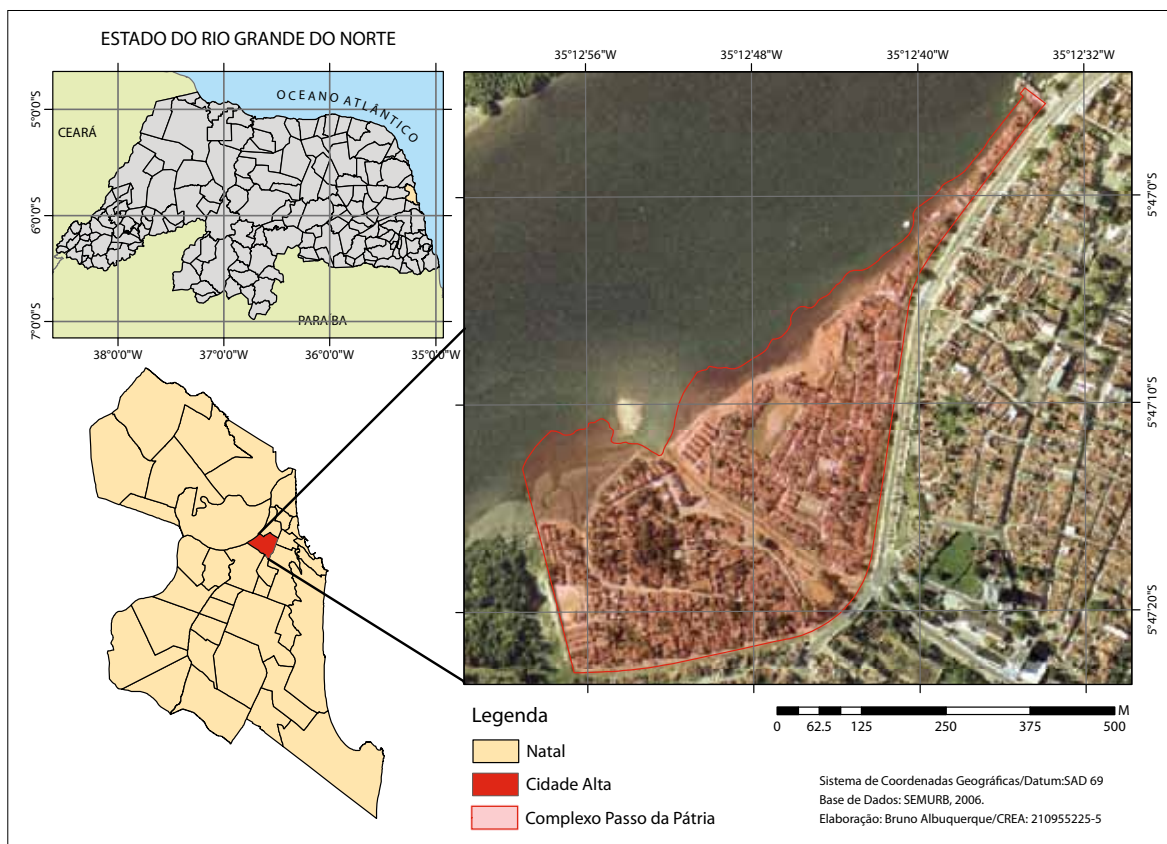 ESTADO DO RIO GRANDE DO NORTE
OCEANO ATLÂNTICO
CEARÁ
PARAÍBA
5°0'0"S
6°0'0"S
7°0'0"S
38°0'0"W
37°0'0"W
36°0'0"W
35°0'0"W
35°12'56"W
35°12'48"W
35°12'40"W
35°12'32"W
5°47'0"S
5°47'10"S
5°47'20"S
Legenda
Natal
Cidade Alta
Complexo Passo da Pátria
0 62.5 125 250 375 500 M
Sistema de Coordenadas Geográficas/Datum:SAD 69
Base de Dados: SEMURB, 2006.
Elaboração: Bruno Albuquerque/CREA: 210955225-5